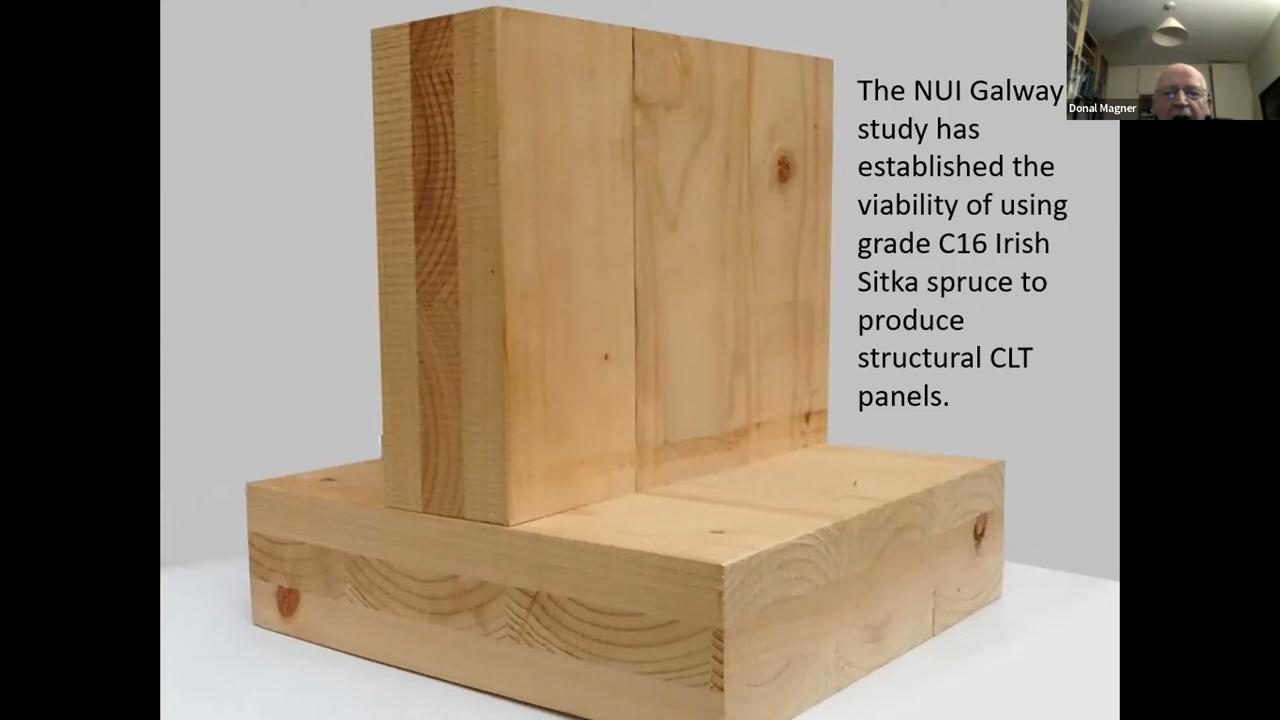 The NUI Galway
study has
established the
viability of using
grade C16 Irish
Sitka spruce to
produce
structural CLT
panels.
Donal Magner